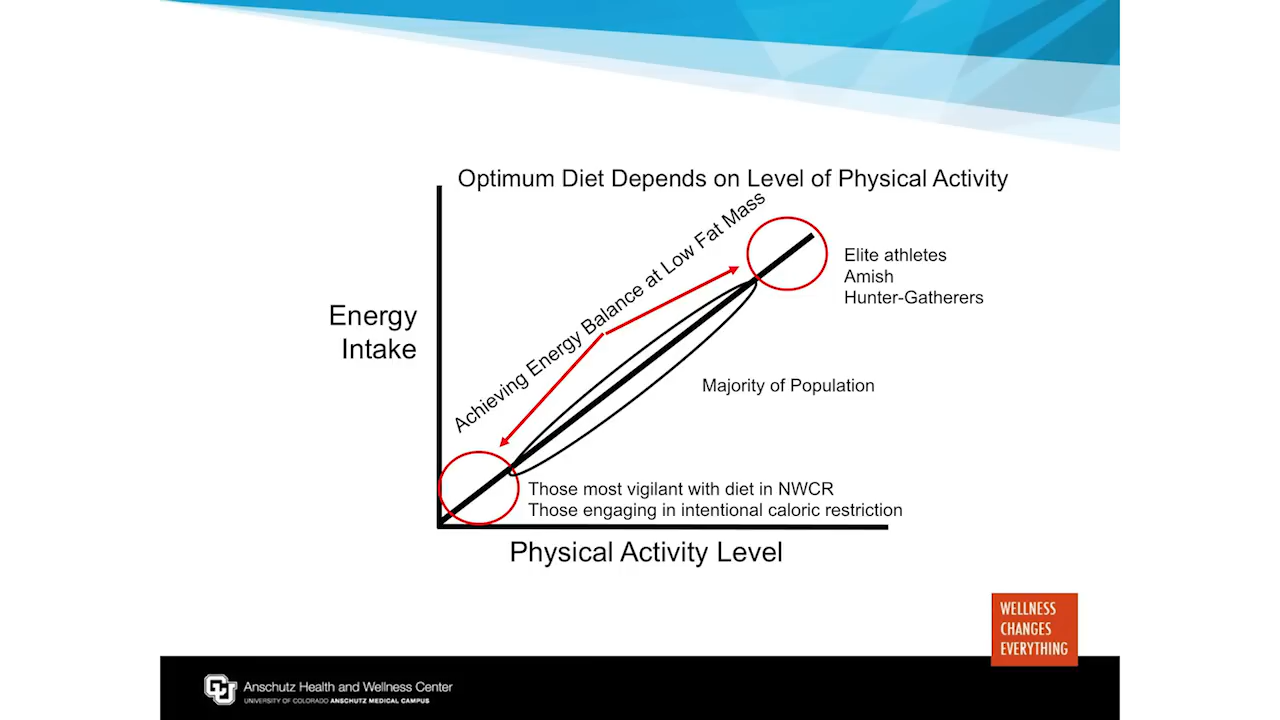 Optimum Diet Depends on Level of Physical Activity
Achieving Energy Balance at Low Fat Mass
Elite athletes
Amish
Hunter-Gatherers
Energy
Intake
Majority of Population
Those most vigilant with diet in NWCR
Those engaging in intentional caloric restriction
Physical Activity Level
WELLNESS
CHANGES
EVERYTHING
CU
Anschutz Health and Wellness Center
UNIVERSITY OF COLORADO ANSCHUTZ MEDICAL CAMPUS